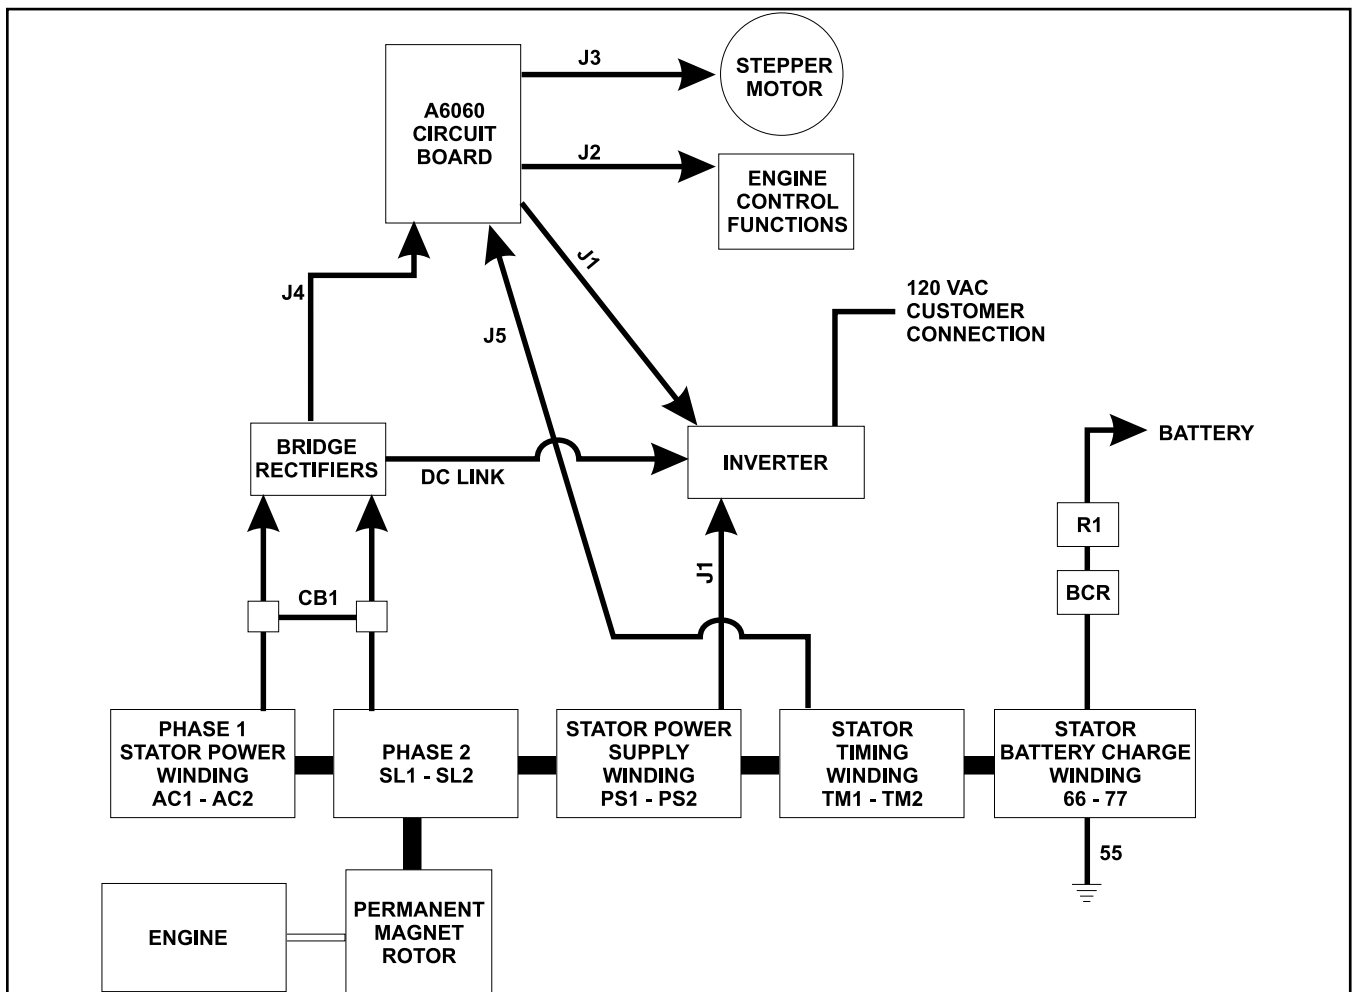 J3
STEPPER
MOTOR
A6060
CIRCUIT
BOARD
J2
ENGINE
CONTROL
FUNCTIONS
J1
J4
J5
120 VAC
CUSTOMER
CONNECTION
BRIDGE
RECTIFIERS
DC LINK
INVERTER
BATTERY
R1
BCR
J1
CB1
PHASE 1
STATOR POWER
WINDING
AC1 - AC2
PHASE 2
SL1 - SL2
STATOR POWER
SUPPLY
WINDING
PS1 - PS2
STATOR
TIMING
WINDING
TM1 - TM2
STATOR
BATTERY CHARGE
WINDING
66 - 77
55
ENGINE
PERMANENT
MAGNET
ROTOR